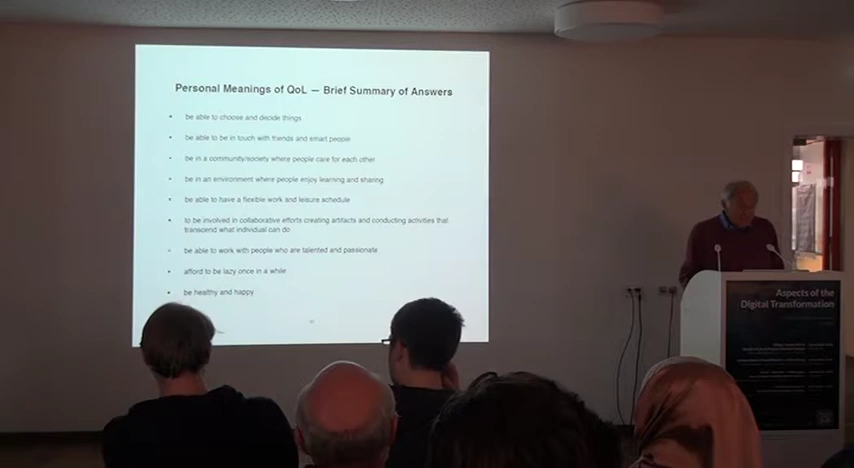 Personal Meanings of QoL — Brief Summary of Answers
• be able to choose and decide things
• be able to be in touch with friends and smart people
• be in a community/society where people care for each other
• be in an environment where people enjoy learning and sharing
• be able to have a flexible work and leisure schedule
• to be involved in collaborative efforts creating artifacts and conducting activities that
transcend what individual can do
• be able to work with people who are talented and passionate
• afford to be lazy once in a while
• be healthy and happy
Aspects of the
Digital Transformation